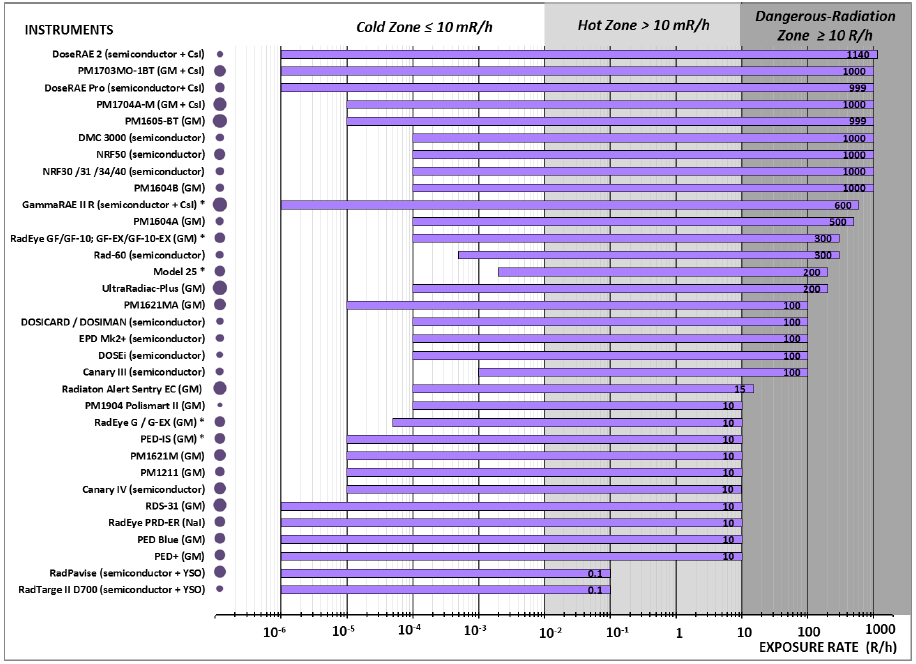 INSTRUMENTS
Cold Zone ≤ 10 mR/h
Hot Zone > 10 mR/h
Dangerous-Radiation
Zone ≥ 10 R/h
DoseRAE 2 (semiconductor + CsI) 1140
PM1703MO-1BT (GM + CsI) 1000
DoseRAE Pro (semiconductor+ CsI) 999
PM1704A-M (GM + CsI) 1000
PM1605-BT (GM) 999
DMC 3000 (semiconductor) 1000
NRF50 (semiconductor) 1000
NRF30 /31 /34/40 (semiconductor) 1000
PM1604B (GM) 1000
GammaRAE II R (semiconductor + CsI) * 600
PM1604A (GM) 500
RadEye GF/GF-10; GF-EX/GF-10-EX (GM) * 300
Rad-60 (semiconductor) 300
Model 25 * 200
UltraRadiac-Plus (GM) 200
PM1621MA (GM) 100
DOSICARD / DOSIMAN (semiconductor) 100
EPD Mk2+ (semiconductor) 100
DOSEi (semiconductor) 100
Canary III (semiconductor) 100
Radiaton Alert Sentry EC (GM) 15
PM1904 Polismart II (GM) 10
RadEye G / G-EX (GM) * 10
PED-IS (GM) * 10
PM1621M (GM) 10
PM1211 (GM) 10
Canary IV (semiconductor) 10
RDS-31 (GM) 10
RadEye PRD-ER (NaI) 10
PED Blue (GM) 10
PED+ (GM) 10
RadPavise (semiconductor + YSO) 0.1
RadTarge II D700 (semiconductor + YSO) 0.1
10⁻⁶ 10⁻⁵ 10⁻⁴ 10⁻³ 10⁻² 10⁻¹ 1 10 100 1000
EXPOSURE RATE (R/h)